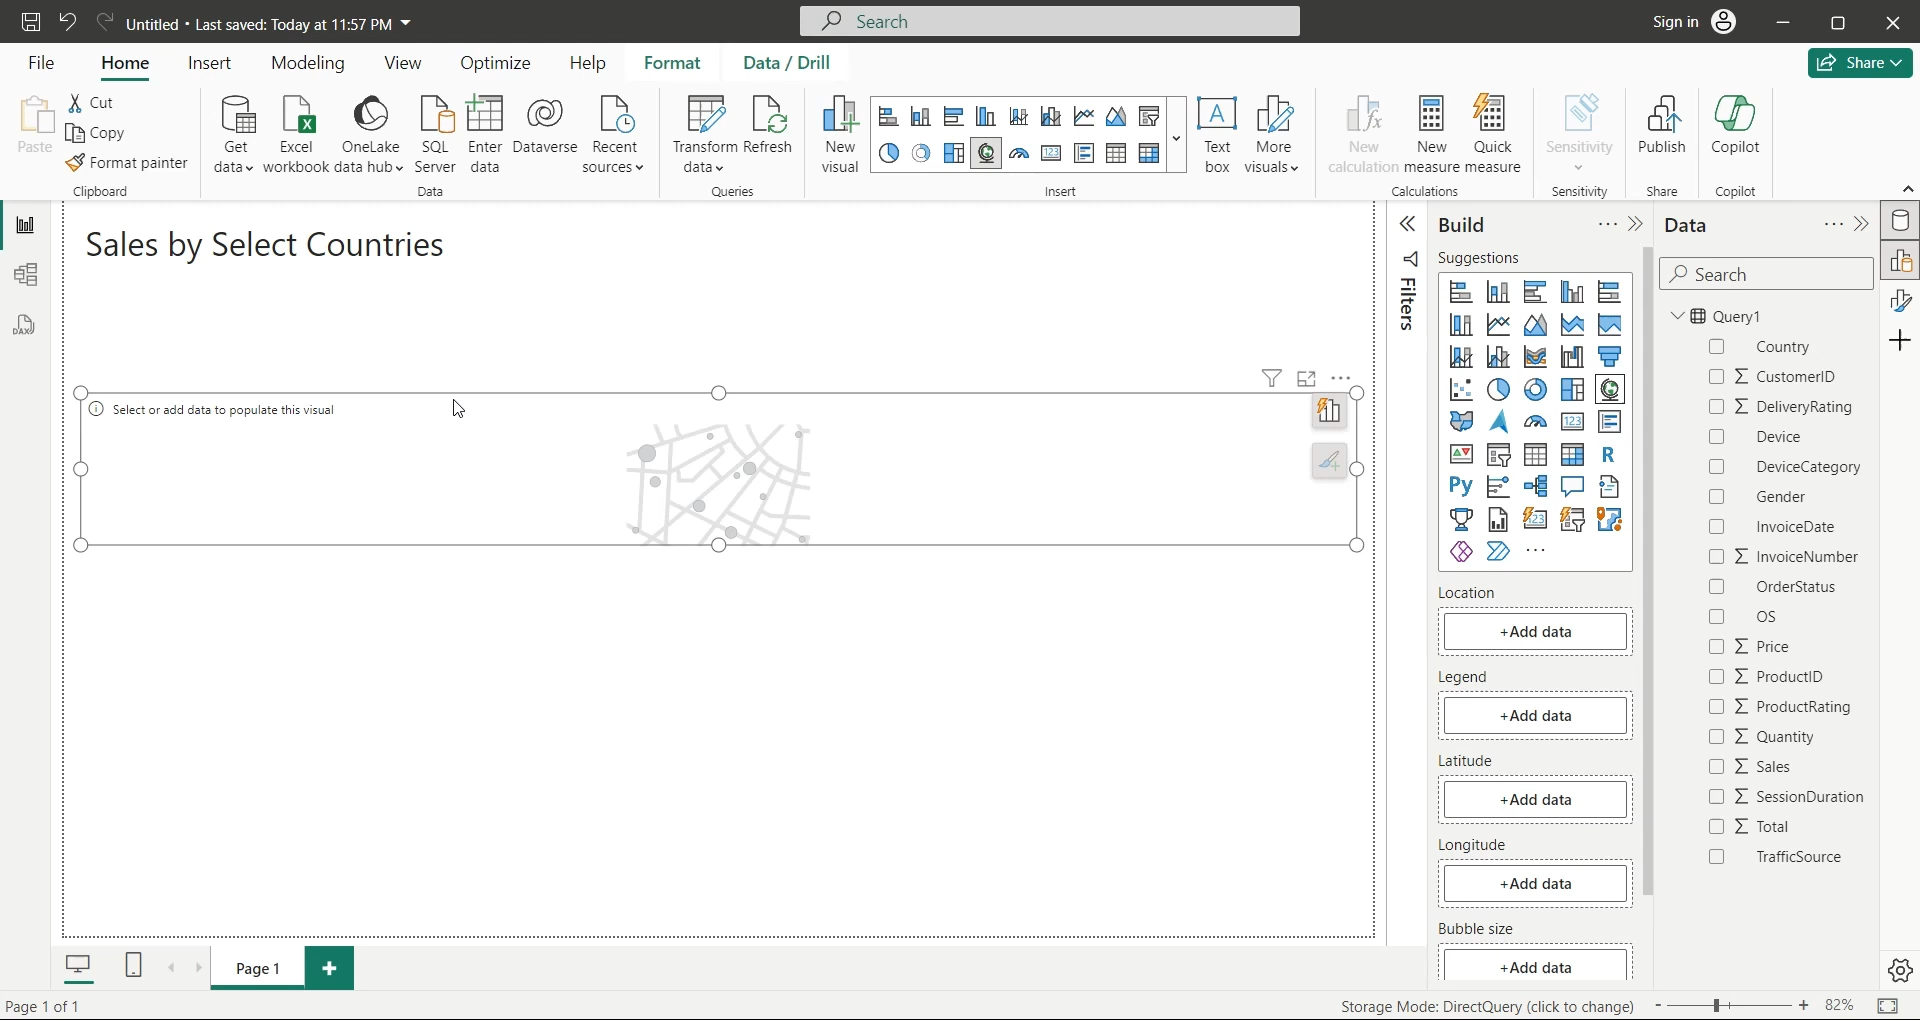 Untitled • Last saved: Today at 11:57 PM
Search
Sign in
File Home Insert Modeling View Optimize Help Format Data / Drill
Share
Paste
Cut
Copy
Format painter
Clipboard
Get data
Excel workbook
OneLake data hub
SQL Server
Enter data
Dataverse
Recent sources
Data
Transform data
Refresh
Queries
New visual
123
A
Text box
More visuals
Insert
New calculation
New measure
Quick measure
Calculations
Sensitivity
Sensitivity
Publish
Share
Copilot
Copilot
DAX
Sales by Select Countries
Select or add data to populate this visual
Filters
Build
Suggestions
123
R
Py
123
Location
+Add data
Legend
+Add data
Latitude
+Add data
Longitude
+Add data
Bubble size
+Add data
Data
Search
Query1
Country
Σ CustomerID
Σ DeliveryRating
Device
DeviceCategory
Gender
InvoiceDate
Σ InvoiceNumber
OrderStatus
OS
Σ Price
Σ ProductID
Σ ProductRating
Σ Quantity
Σ Sales
Σ SessionDuration
Σ Total
TrafficSource
Page 1
Page 1 of 1
Storage Mode: DirectQuery (click to change)
- + 82%